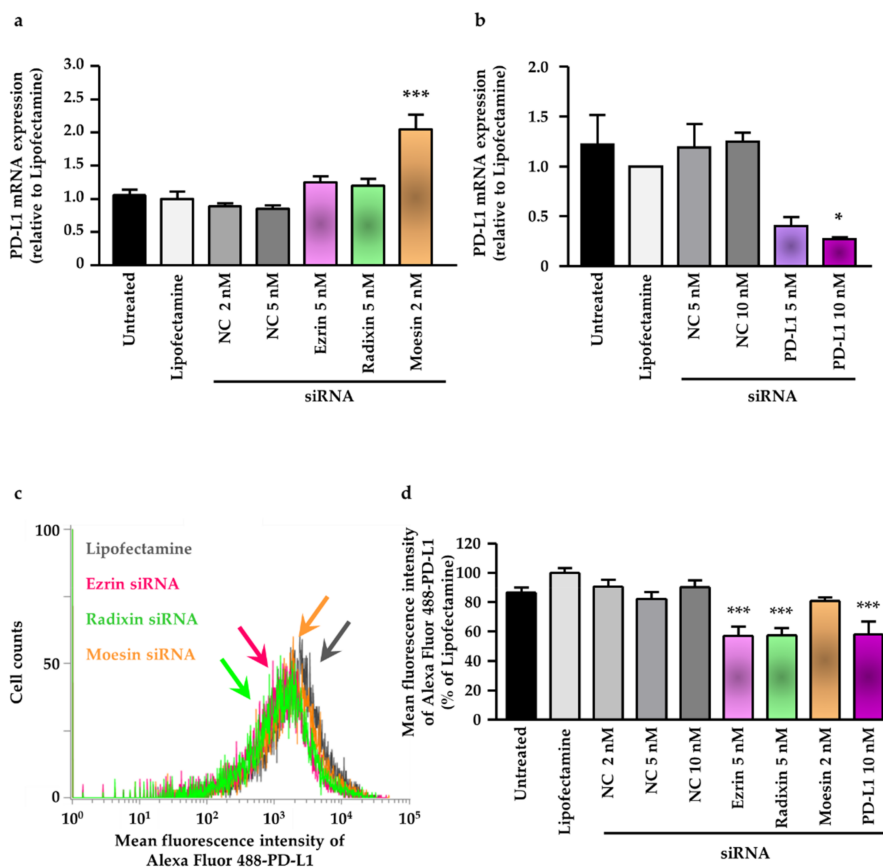 a
PD-L1 mRNA expression
(relative to Lipofectamine)
3.0
2.5
2.0
1.5
1.0
0.5
0
***
Untreated
Lipofectamine
NC 2 nM
NC 5 nM
Ezrin 5 nM
Radixin 5 nM
Moesin 2 nM
siRNA
b
PD-L1 mRNA expression
(relative to Lipofectamine)
2.0
1.5
1.0
0.5
0
*
Untreated
Lipofectamine
NC 5 nM
NC 10 nM
PD-L1 5 nM
PD-L1 10 nM
siRNA
c
Cell counts
100
50
0
Lipofectamine
Ezrin siRNA
Radixin siRNA
Moesin siRNA
10⁰ 10¹ 10² 10³ 10⁴ 10⁵
Mean fluorescence intensity of
Alexa Fluor 488-PD-L1
d
Mean fluorescence intensity
of Alexa Fluor 488-PD-L1
(% of Lipofectamine)
120
100
80
60
40
20
0
*** *** ***
Untreated
Lipofectamine
NC 2 nM
NC 5 nM
NC 10 nM
Ezrin 5 nM
Radixin 5 nM
Moesin 2 nM
PD-L1 10 nM
siRNA